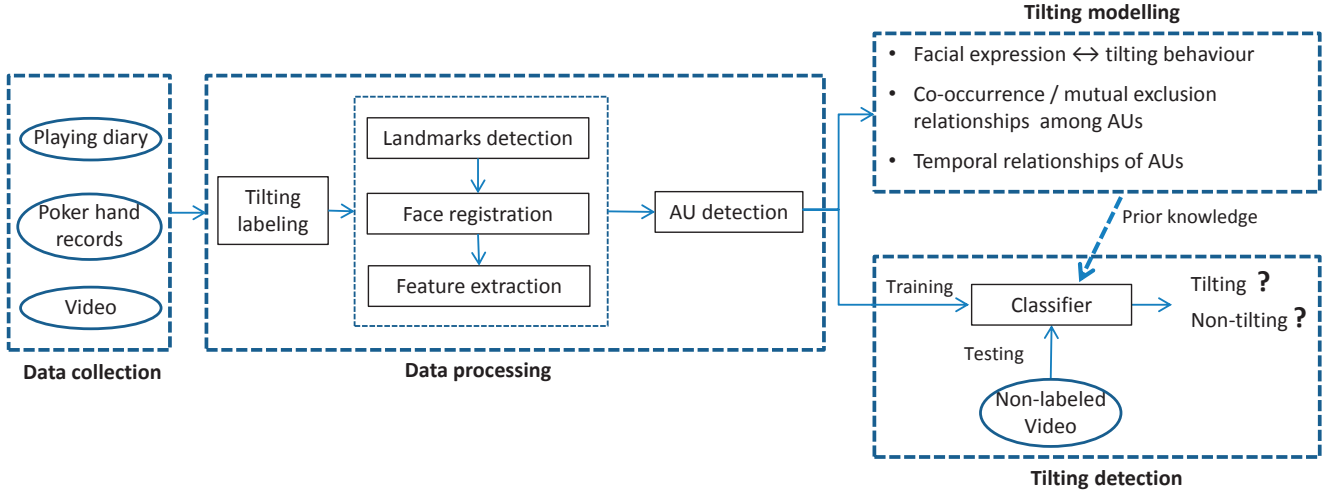 Playing diary
Poker hand
records
Video
Data collection
Tilting
labeling
Landmarks detection
Face registration
Feature extraction
AU detection
Data processing
Tilting modelling
• Facial expression ↔ tilting behaviour
• Co-occurrence / mutual exclusion
relationships among AUs
• Temporal relationships of AUs
Prior knowledge
Training
Classifier
Tilting ?
Non-tilting ?
Testing
Non-labeled
Video
Tilting detection